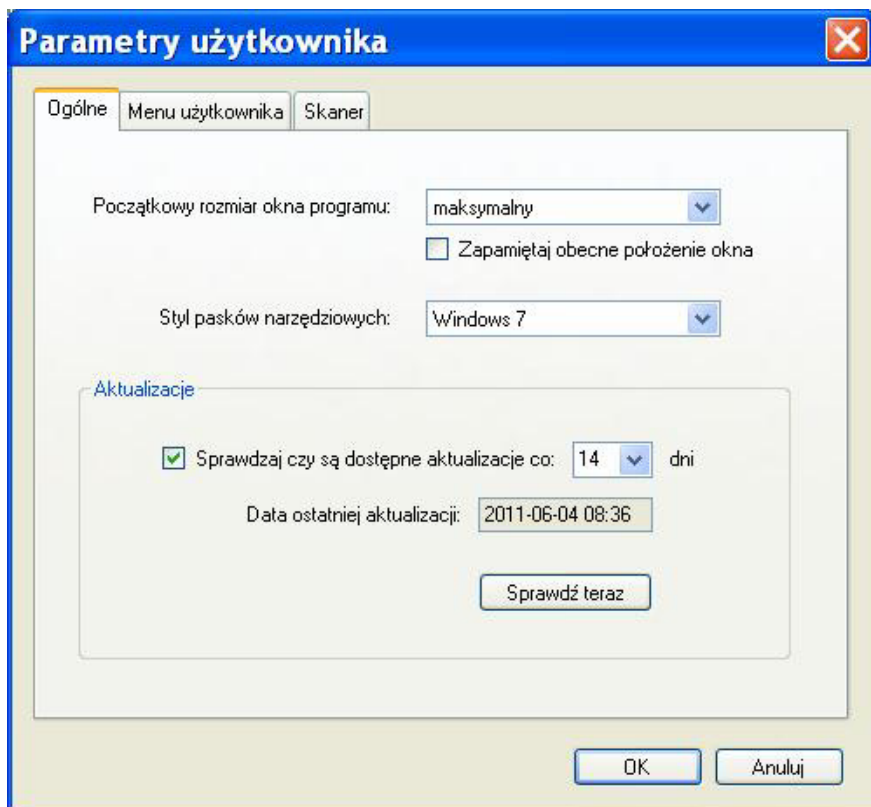 Parametry użytkownika
Ogólne Menu użytkownika Skaner
Początkowy rozmiar okna programu: maksymalny
Zapamiętaj obecne położenie okna
Styl pasków narzędziowych: Windows 7
Aktualizacje
Sprawdzaj czy są dostępne aktualizacje co: 14 dni
Data ostatniej aktualizacji: 2011-06-04 08:36
Sprawdź teraz
OK Anuluj